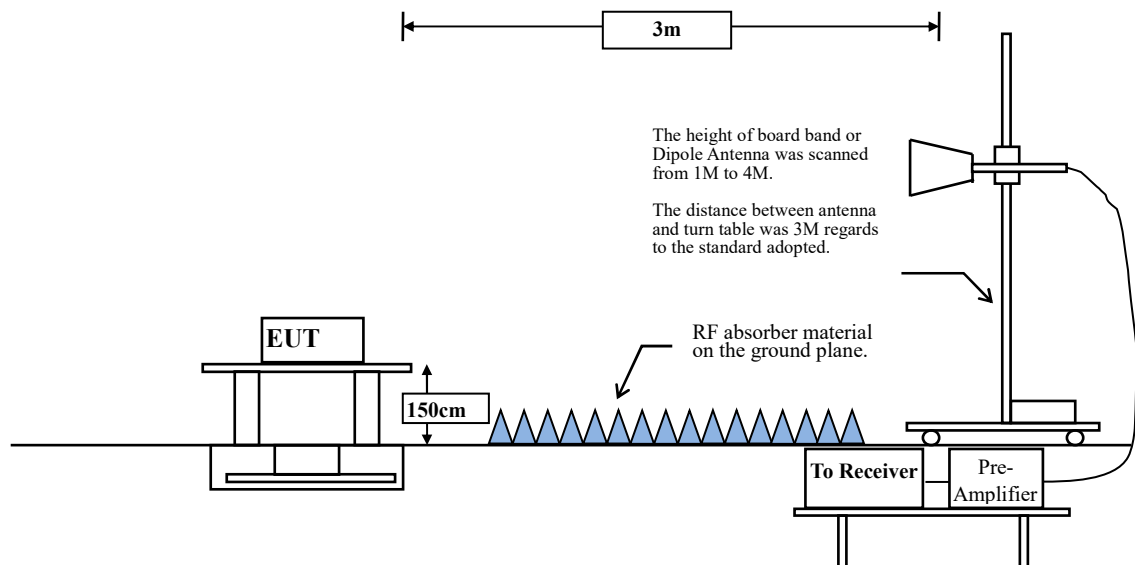 3m
The height of board band or
Dipole Antenna was scanned
from 1M to 4M.
The distance between antenna
and turn table was 3M regards
to the standard adopted.
EUT
RF absorber material
on the ground plane.
150cm
To Receiver
Pre-
Amplifier